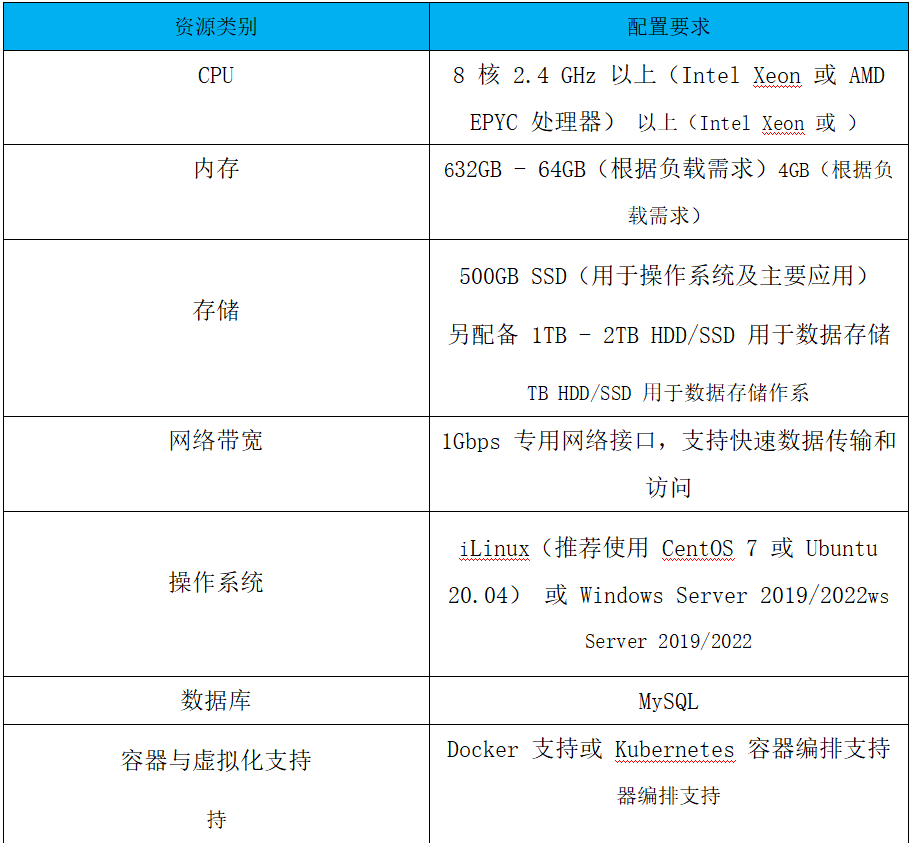 资源类别 配置要求
CPU 8 核 2.4 GHz 以上（Intel Xeon 或 AMD
EPYC 处理器） 以上（Intel Xeon 或 ）
内存 632GB - 64GB（根据负载需求）4GB（根据负
载需求）
存储 500GB SSD（用于操作系统及主要应用）
另配备 1TB - 2TB HDD/SSD 用于数据存储
TB HDD/SSD 用于数据存储作系
网络带宽 1Gbps 专用网络接口，支持快速数据传输和
访问
操作系统 iLinux（推荐使用 CentOS 7 或 Ubuntu
20.04） 或 Windows Server 2019/2022ws
Server 2019/2022
数据库 MySQL
容器与虚拟化支持 Docker 支持或 Kubernetes 容器编排支持
持 器编排支持